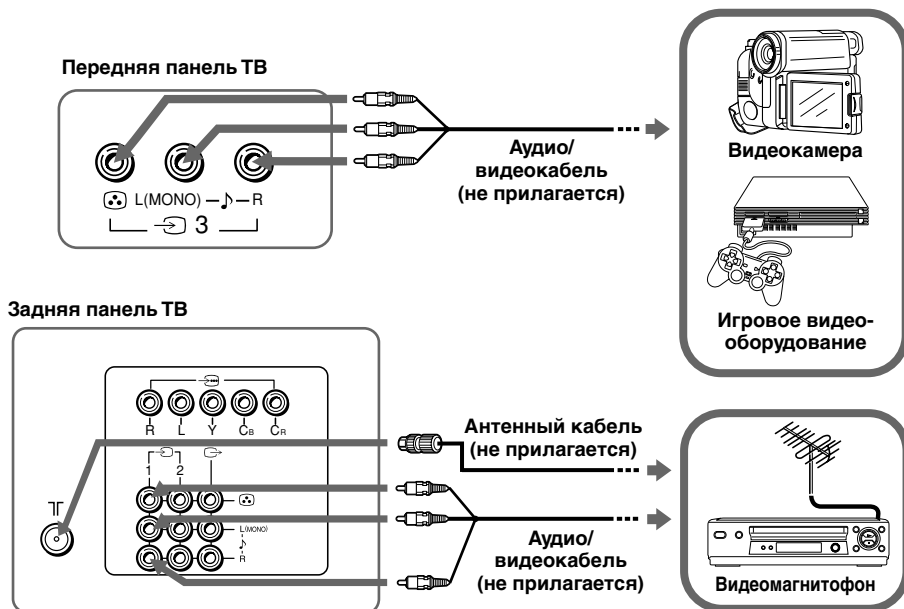 Передняя панель ТВ
L(MONO) R
3
Аудио/
видеокабель
(не прилагается)
Видеокамера
Игровое видео-
оборудование
Задняя панель ТВ
R L Y CB CR
1 2
L(MONO)
R
Антенный кабель
(не прилагается)
Аудио/
видеокабель
(не прилагается)
Видеомагнитофон